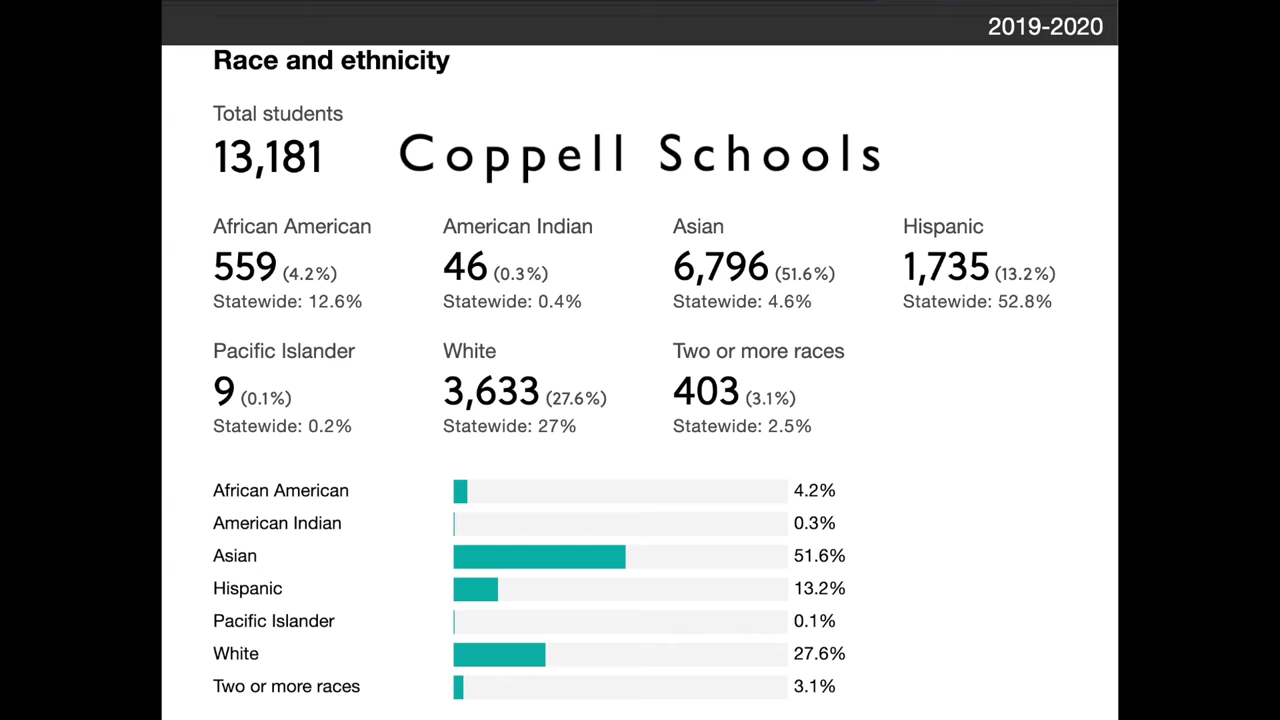 2019-2020
Race and ethnicity
Total students
13,181
Coppell Schools
African American
559 (4.2%)
Statewide: 12.6%
American Indian
46 (0.3%)
Statewide: 0.4%
Asian
6,796 (51.6%)
Statewide: 4.6%
Hispanic
1,735 (13.2%)
Statewide: 52.8%
Pacific Islander
9 (0.1%)
Statewide: 0.2%
White
3,633 (27.6%)
Statewide: 27%
Two or more races
403 (3.1%)
Statewide: 2.5%
African American 4.2%
American Indian 0.3%
Asian 51.6%
Hispanic 13.2%
Pacific Islander 0.1%
White 27.6%
Two or more races 3.1%